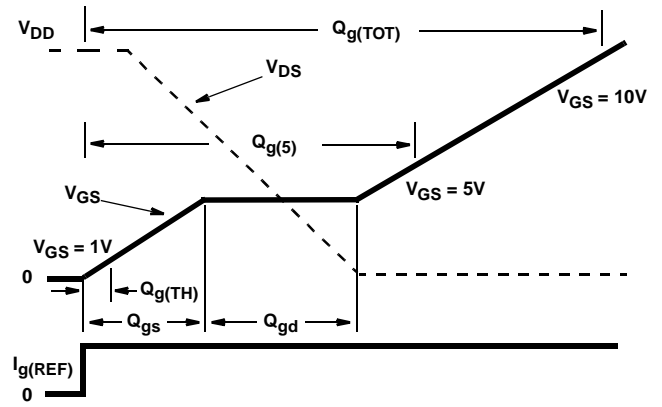 V_DD
Q_g(TOT)
V_DS
V_GS = 10V
Q_g(5)
V_GS
V_GS = 5V
V_GS = 1V
0
Q_g(TH)
Q_gs
Q_gd
I_g(REF)
0